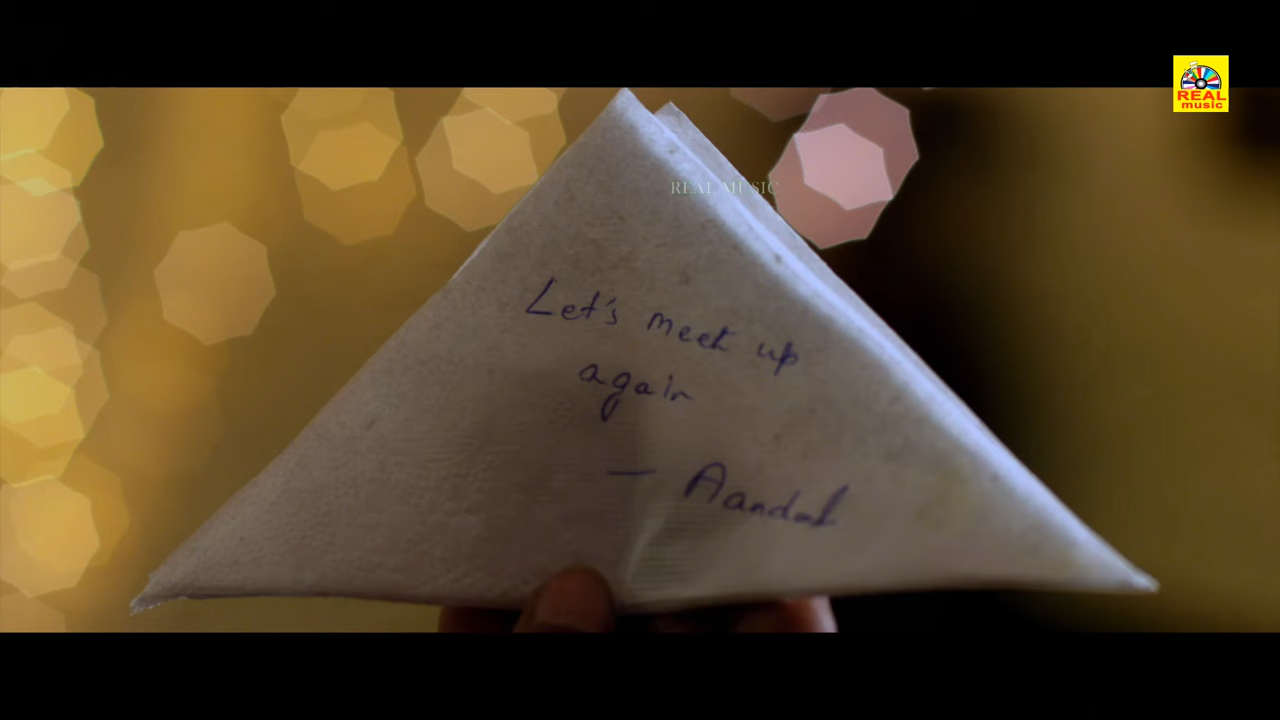 REAL
music
REAL MUSIC
Let's meet up
again
— Aandal